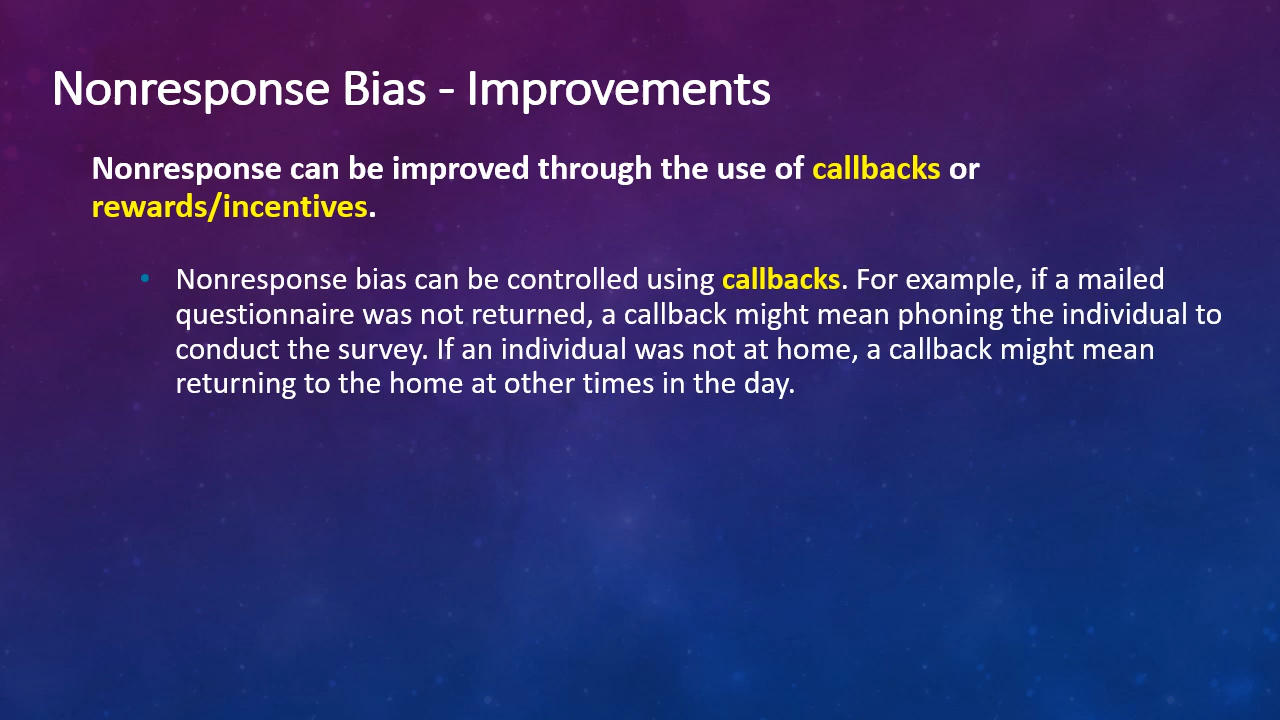 Nonresponse Bias - Improvements
Nonresponse can be improved through the use of callbacks or
rewards/incentives.
• Nonresponse bias can be controlled using callbacks. For example, if a mailed
questionnaire was not returned, a callback might mean phoning the individual to
conduct the survey. If an individual was not at home, a callback might mean
returning to the home at other times in the day.